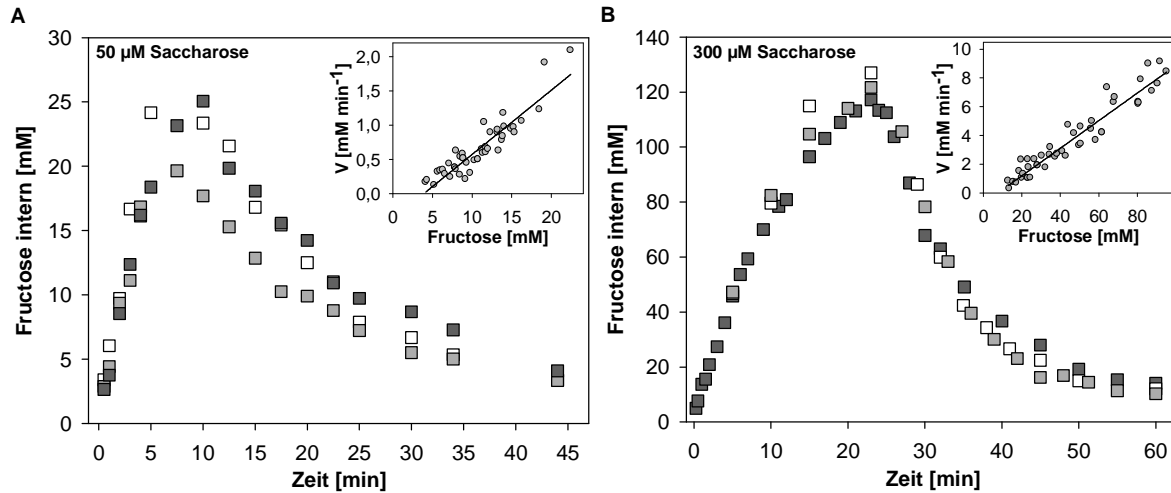 A
50 µM Saccharose
Fructose intern [mM]
30
25
20
15
10
5
0
0 5 10 15 20 25 30 35 40 45
Zeit [min]
V [mM min⁻¹]
2,0
1,5
1,0
0,5
0,0
0 5 10 15 20
Fructose [mM]
B
300 µM Saccharose
Fructose intern [mM]
140
120
100
80
60
40
20
0
0 10 20 30 40 50 60
Zeit [min]
V [mM min⁻¹]
10
8
6
4
2
0
0 20 40 60 80
Fructose [mM]